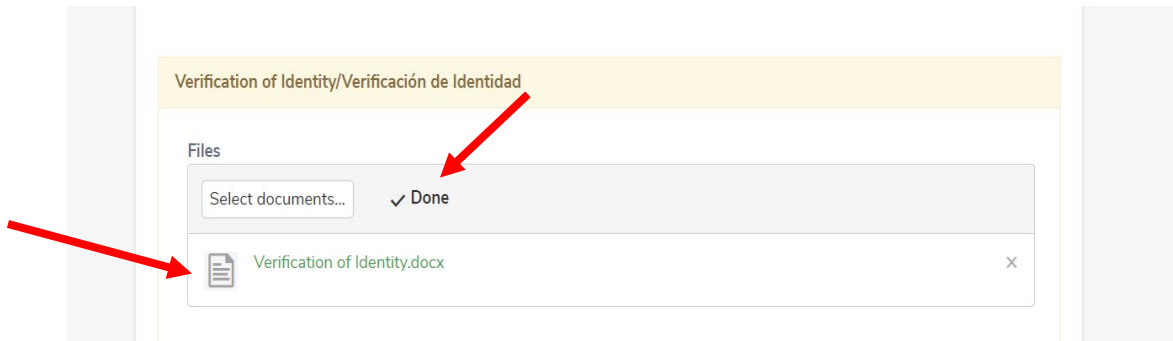 Verification of Identity/Verificación de Identidad
Files
Select documents... Done
Verification of Identity.docx